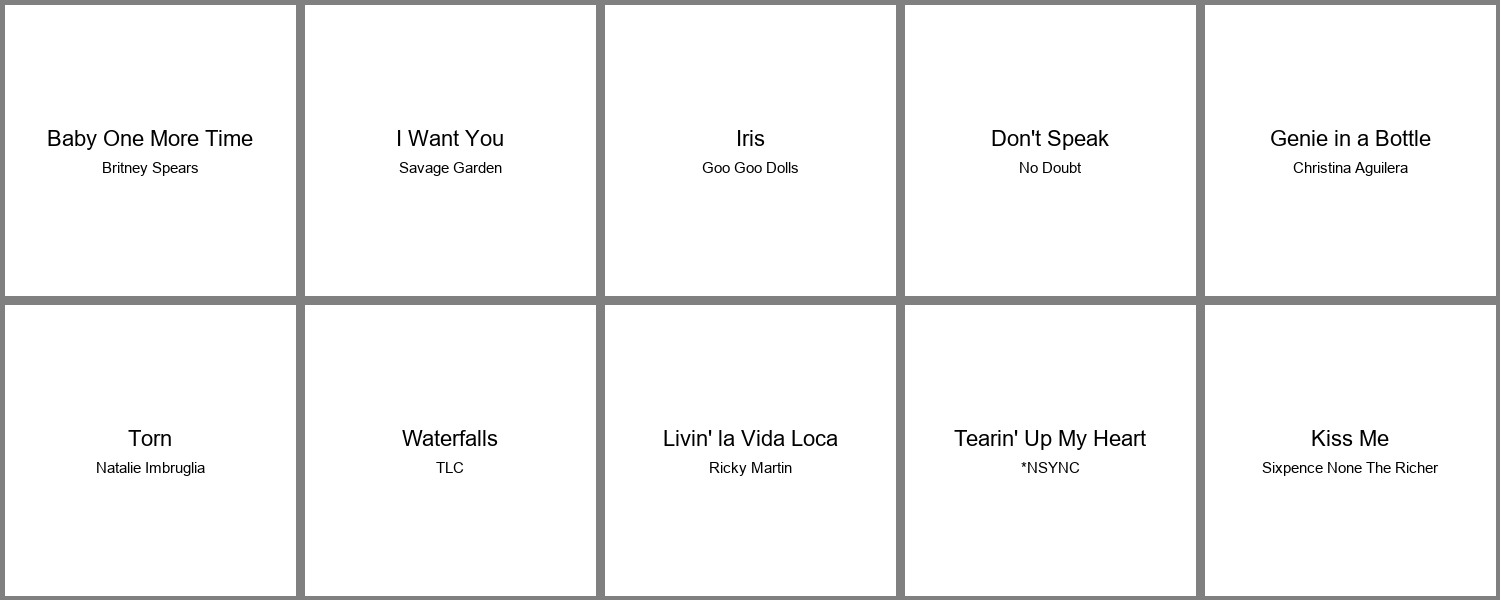 Baby One More Time
Britney Spears
I Want You
Savage Garden
Iris
Goo Goo Dolls
Don't Speak
No Doubt
Genie in a Bottle
Christina Aguilera
Torn
Natalie Imbruglia
Waterfalls
TLC
Livin' la Vida Loca
Ricky Martin
Tearin' Up My Heart
*NSYNC
Kiss Me
Sixpence None The Richer